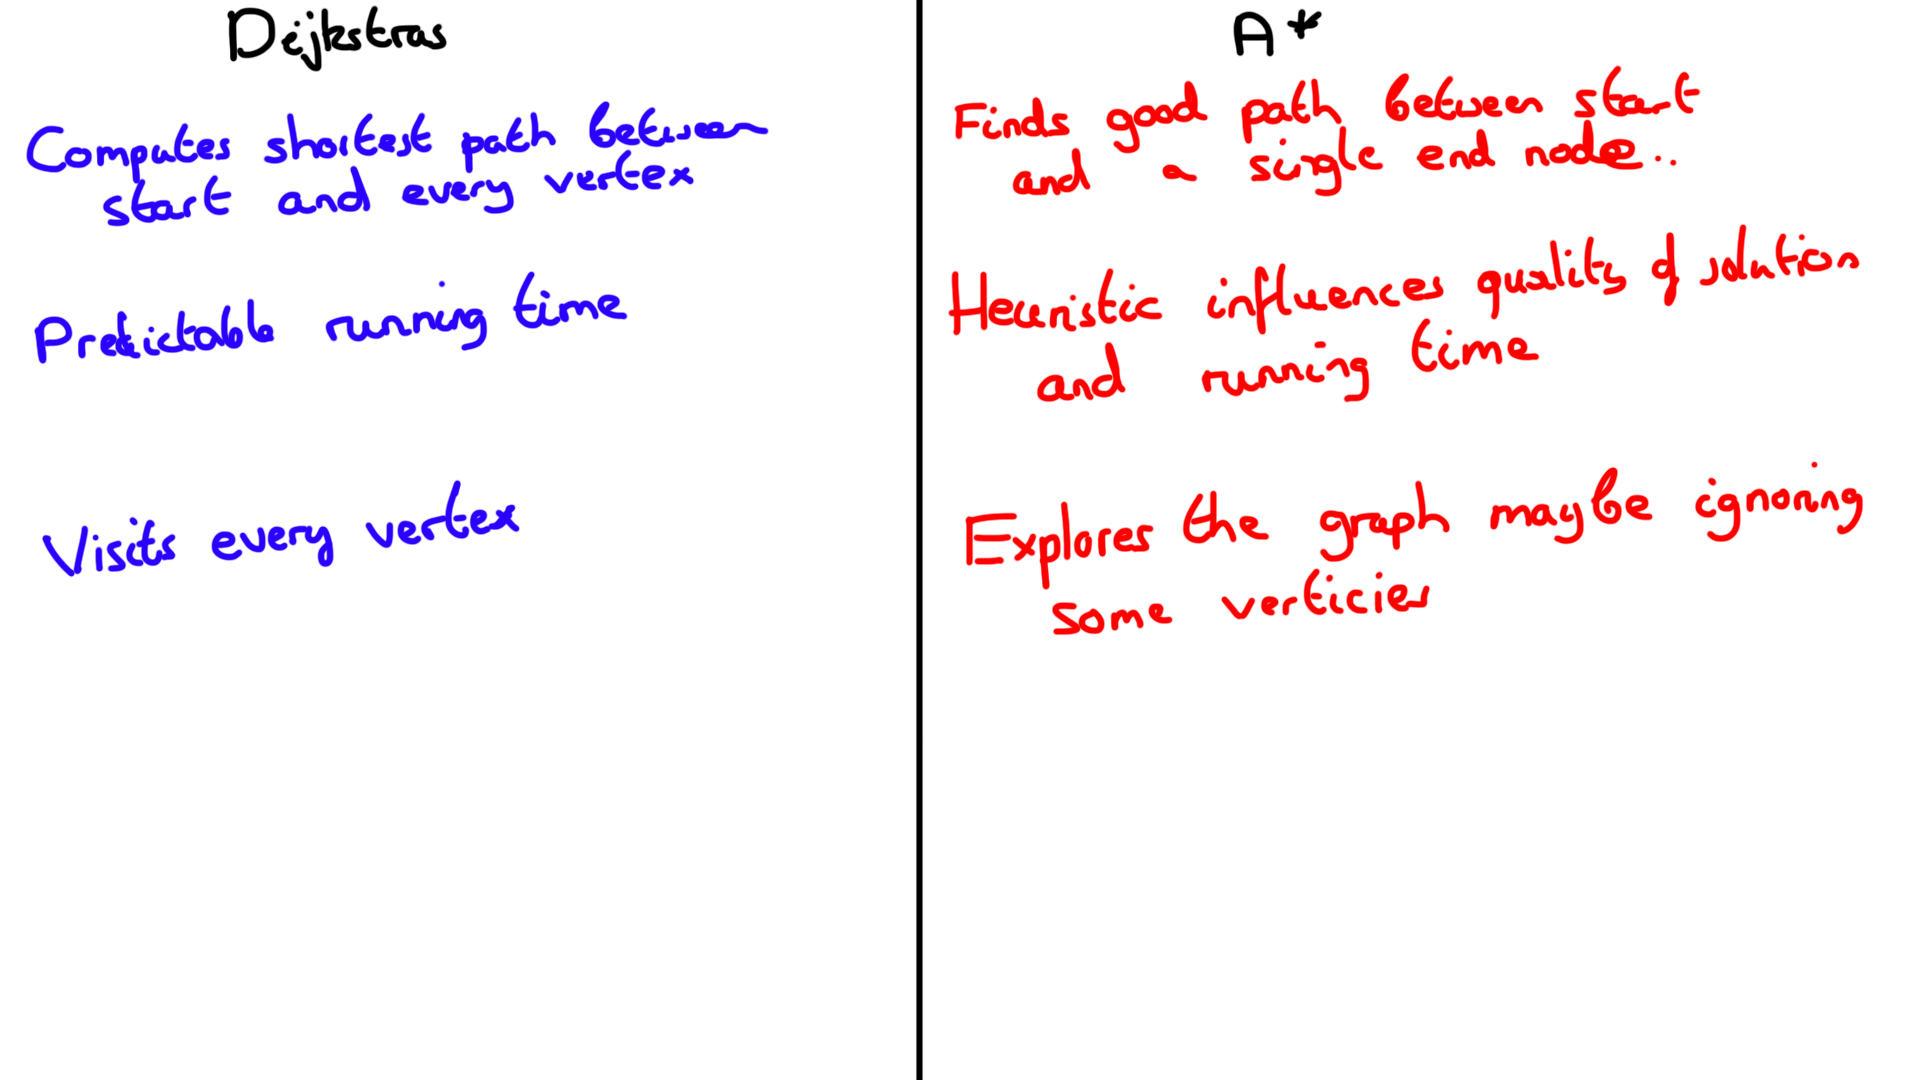 Dijkstras
Computes shortest path between
start and every vertex
Predictable running time
Visits every vertex
A*
Finds good path between start
and a single end node..
Heuristic influences quality of solution
and running time
Explores the graph maybe ignoring
some verticies